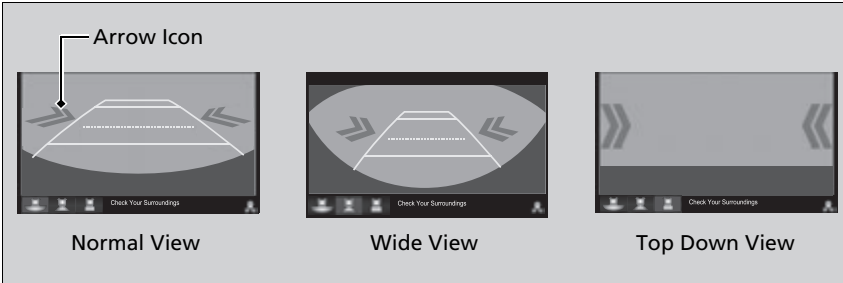 Arrow Icon
Check Your Surroundings
Check Your Surroundings
Check Your Surroundings
Normal View
Wide View
Top Down View